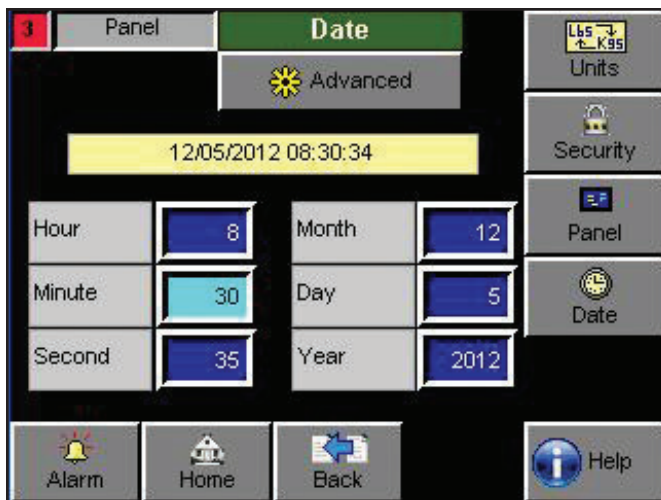 3 Panel Date
Advanced
12/05/2012 08:30:34
Hour 8 Month 12
Minute 30 Day 5
Second 35 Year 2012
Lbs
Kgs
Units
Security
Panel
Date
Alarm Home Back Help